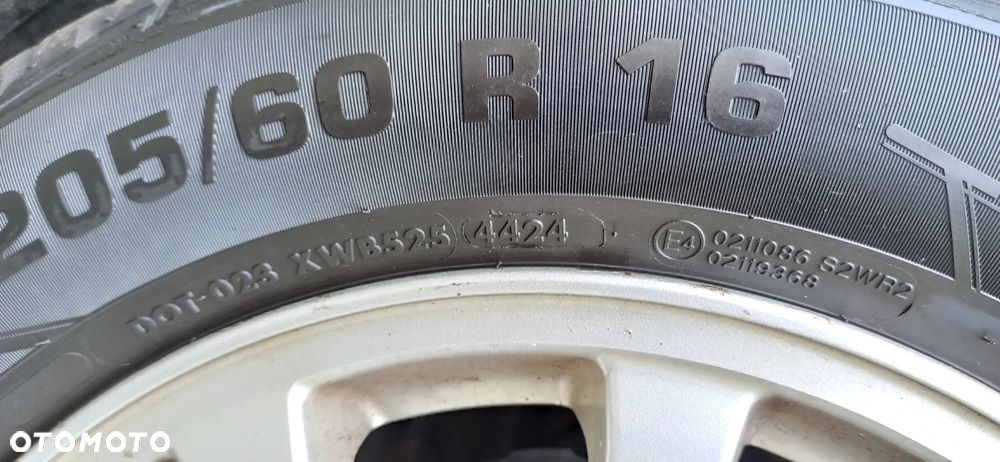 205/60 R 16
DOT-023 XWB525 4424 E4 0211086 S2WR2
02119368
OTOMOTO